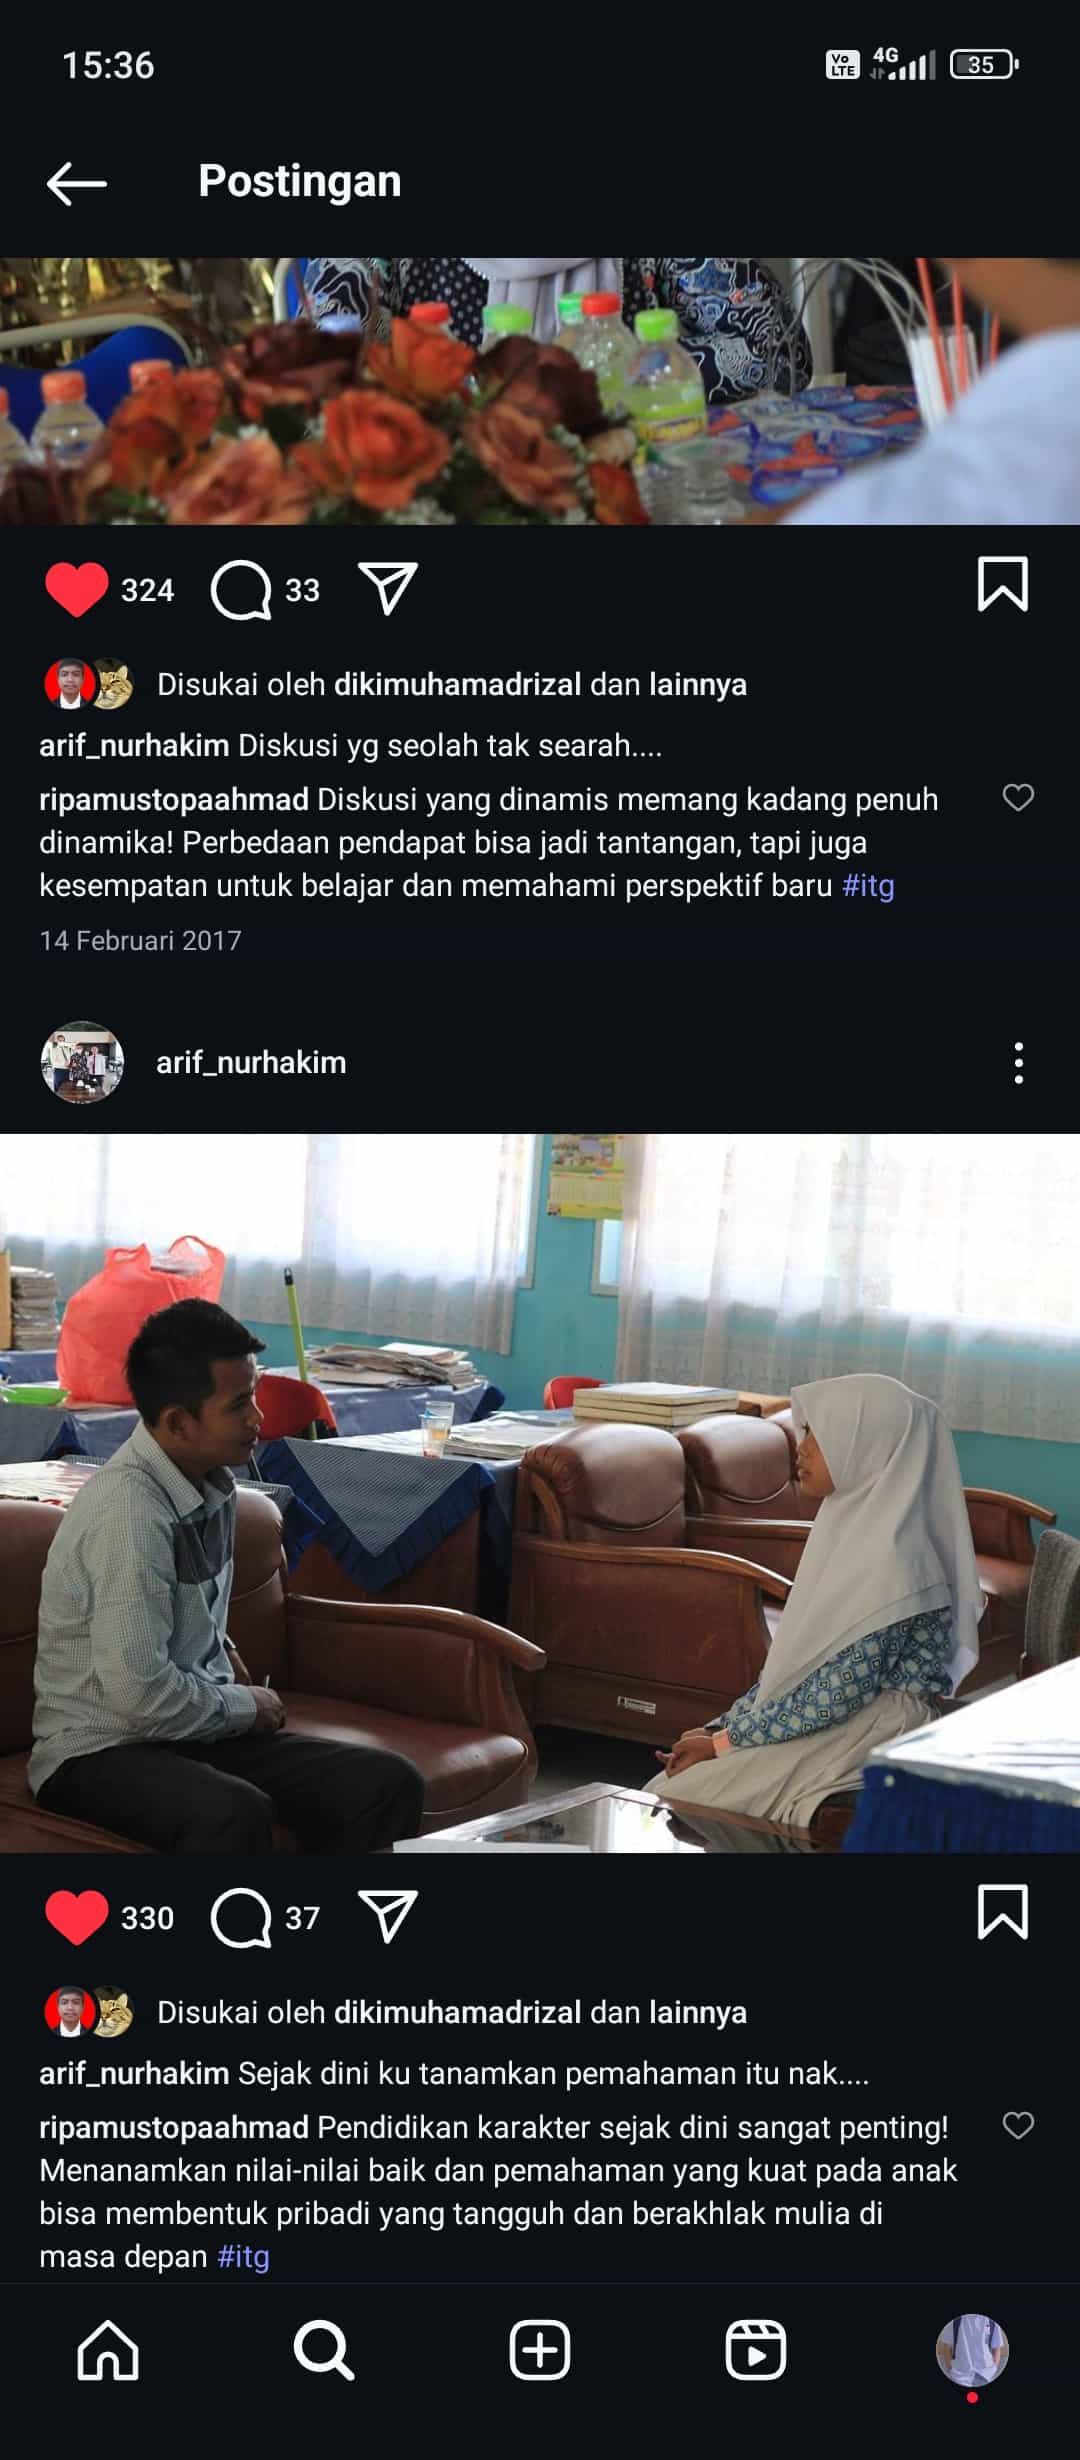 15:36
Vo LTE 4G 35
Postingan
324 33
Disukai oleh dikimuhamadrizal dan lainnya
arif_nurhakim Diskusi yg seolah tak searah....
ripamustopaahmad Diskusi yang dinamis memang kadang penuh
dinamika! Perbedaan pendapat bisa jadi tantangan, tapi juga
kesempatan untuk belajar dan memahami perspektif baru #itg
14 Februari 2017
arif_nurhakim
330 37
Disukai oleh dikimuhamadrizal dan lainnya
arif_nurhakim Sejak dini ku tanamkan pemahaman itu nak....
ripamustopaahmad Pendidikan karakter sejak dini sangat penting!
Menanamkan nilai-nilai baik dan pemahaman yang kuat pada anak
bisa membentuk pribadi yang tangguh dan berakhlak mulia di
masa depan #itg